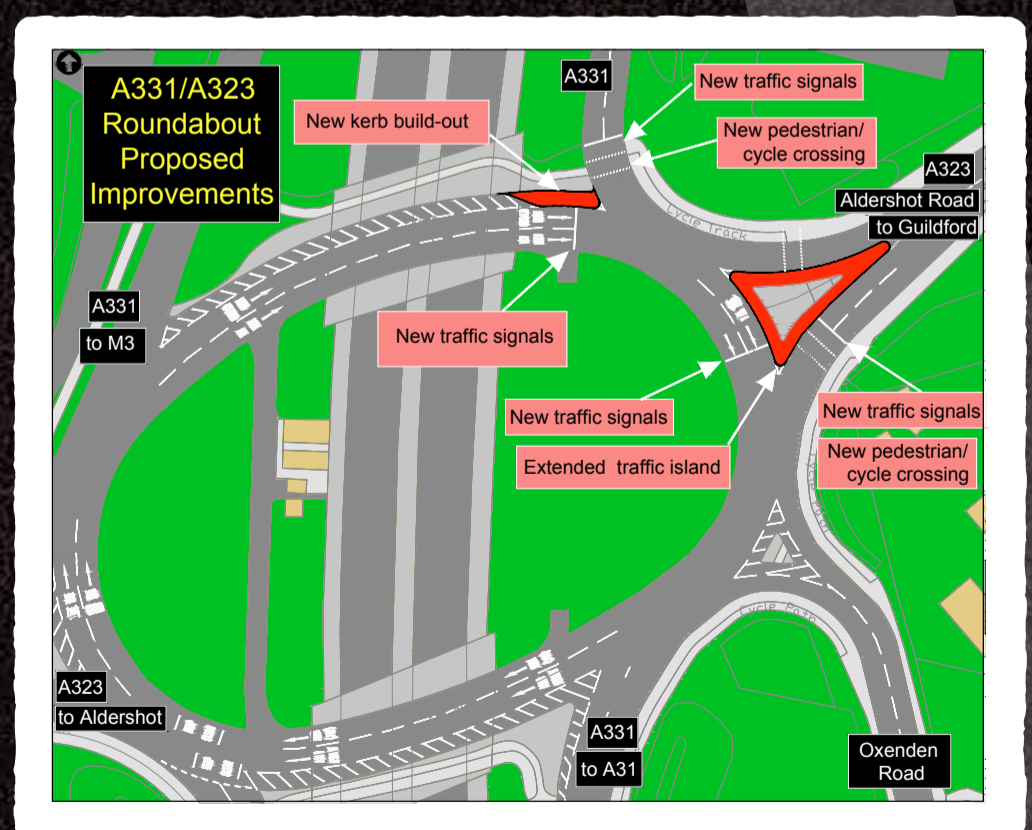 A331/A323
Roundabout
Proposed
Improvements
A331
New traffic signals
New kerb build-out
New pedestrian/
cycle crossing
A323
Aldershot Road
to Guildford
Cycle Track
A331
to M3
New traffic signals
New traffic signals
New traffic signals
Extended traffic island
New pedestrian/
cycle crossing
Cycle Path
A323
to Aldershot
A331
to A31
Oxenden
Road